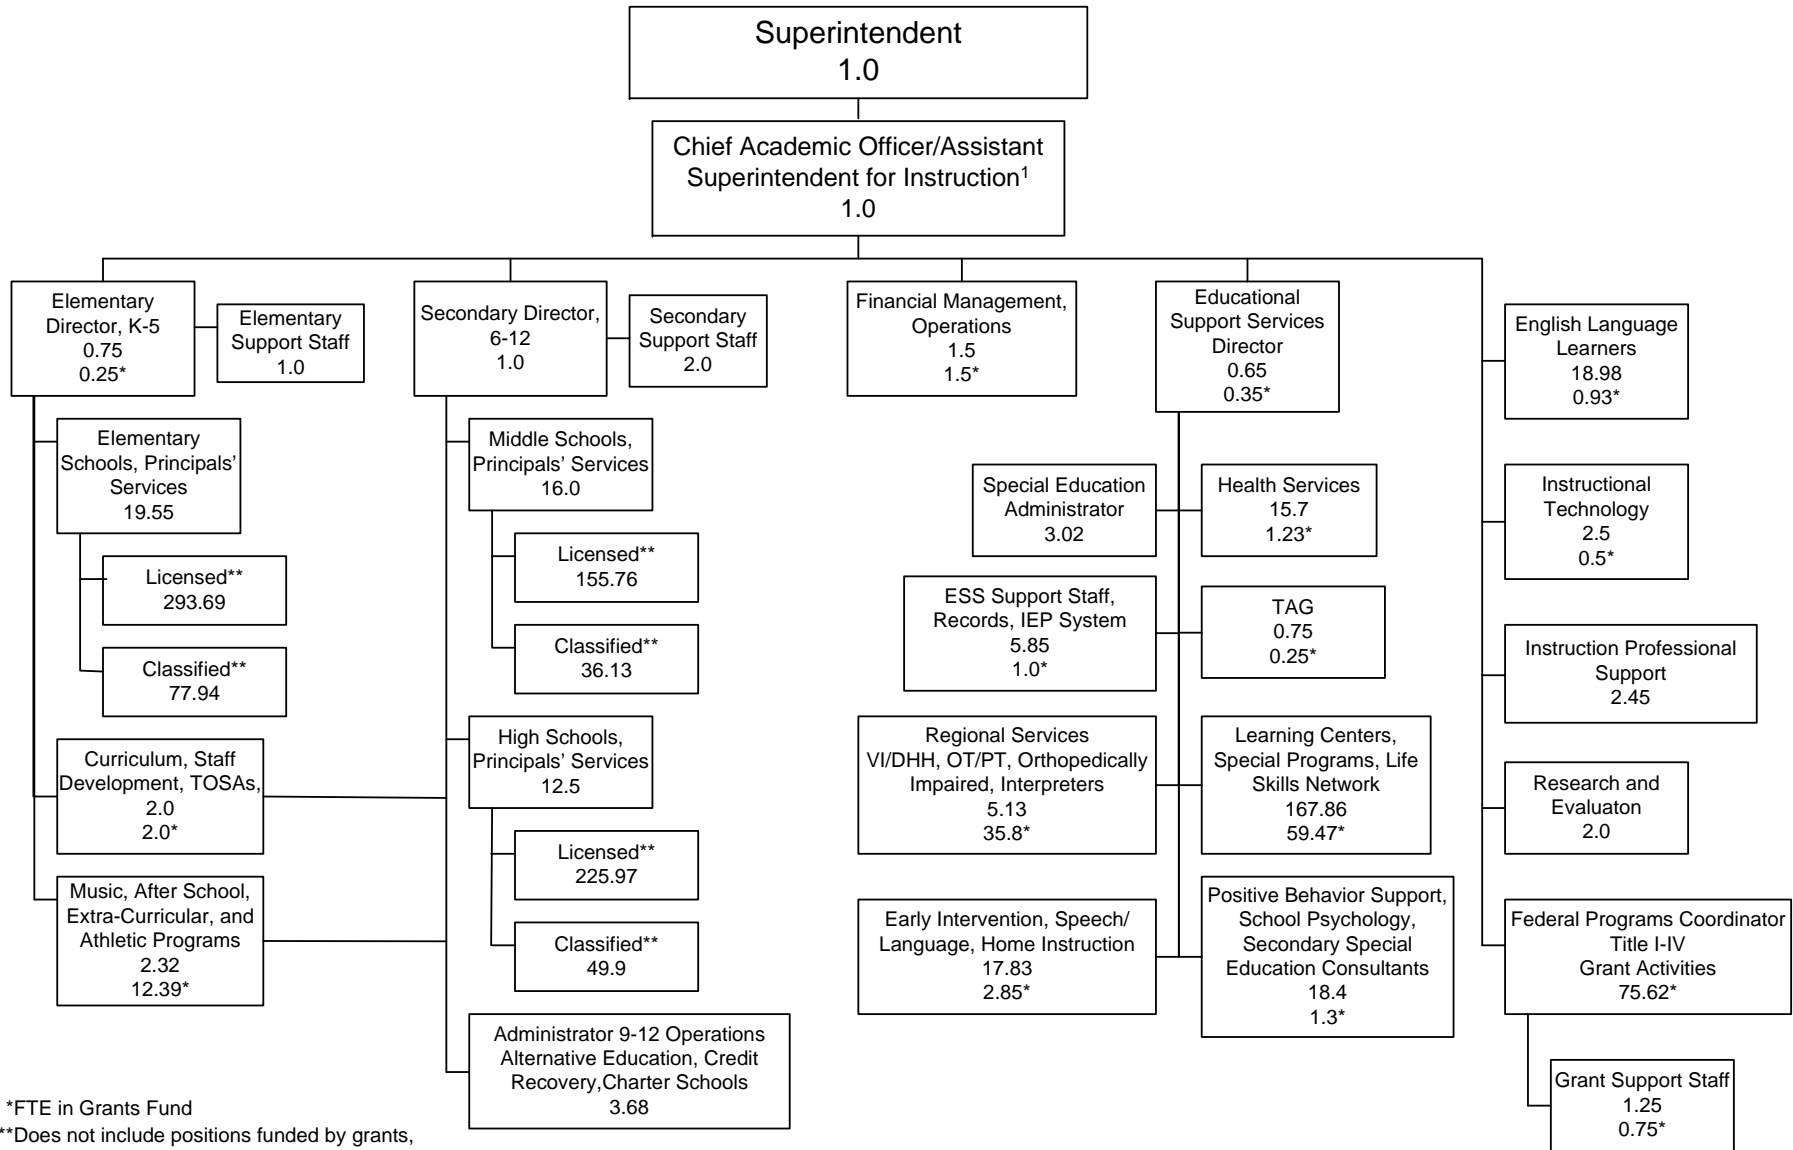 Superintendent
1.0
Chief Academic Officer/Assistant
Superintendent for Instruction¹
1.0
Elementary
Director, K-5
0.75
0.25*
Elementary
Support Staff
1.0
Secondary Director,
6-12
1.0
Secondary
Support Staff
2.0
Financial Management,
Operations
1.5
1.5*
Educational
Support Services
Director
0.65
0.35*
English Language
Learners
18.98
0.93*
Elementary
Schools, Principals’
Services
19.55
Licensed**
293.69
Classified**
77.94
Curriculum, Staff
Development, TOSAs,
2.0
2.0*
Music, After School,
Extra-Curricular, and
Athletic Programs
2.32
12.39*
Middle Schools,
Principals’ Services
16.0
Licensed**
155.76
Classified**
36.13
High Schools,
Principals’ Services
12.5
Licensed**
225.97
Classified**
49.9
Administrator 9-12 Operations
Alternative Education, Credit
Recovery,Charter Schools
3.68
Special Education
Administrator
3.02
Health Services
15.7
1.23*
ESS Support Staff,
Records, IEP System
5.85
1.0*
TAG
0.75
0.25*
Regional Services
VI/DHH, OT/PT, Orthopedically
Impaired, Interpreters
5.13
35.8*
Learning Centers,
Special Programs, Life
Skills Network
167.86
59.47*
Early Intervention, Speech/
Language, Home Instruction
17.83
2.85*
Positive Behavior Support,
School Psychology,
Secondary Special
Education Consultants
18.4
1.3*
Instructional
Technology
2.5
0.5*
Instruction Professional
Support
2.45
Research and
Evaluaton
2.0
Federal Programs Coordinator
Title I-IV
Grant Activities
75.62*
Grant Support Staff
1.25
0.75*
*FTE in Grants Fund
**Does not include positions funded by grants,